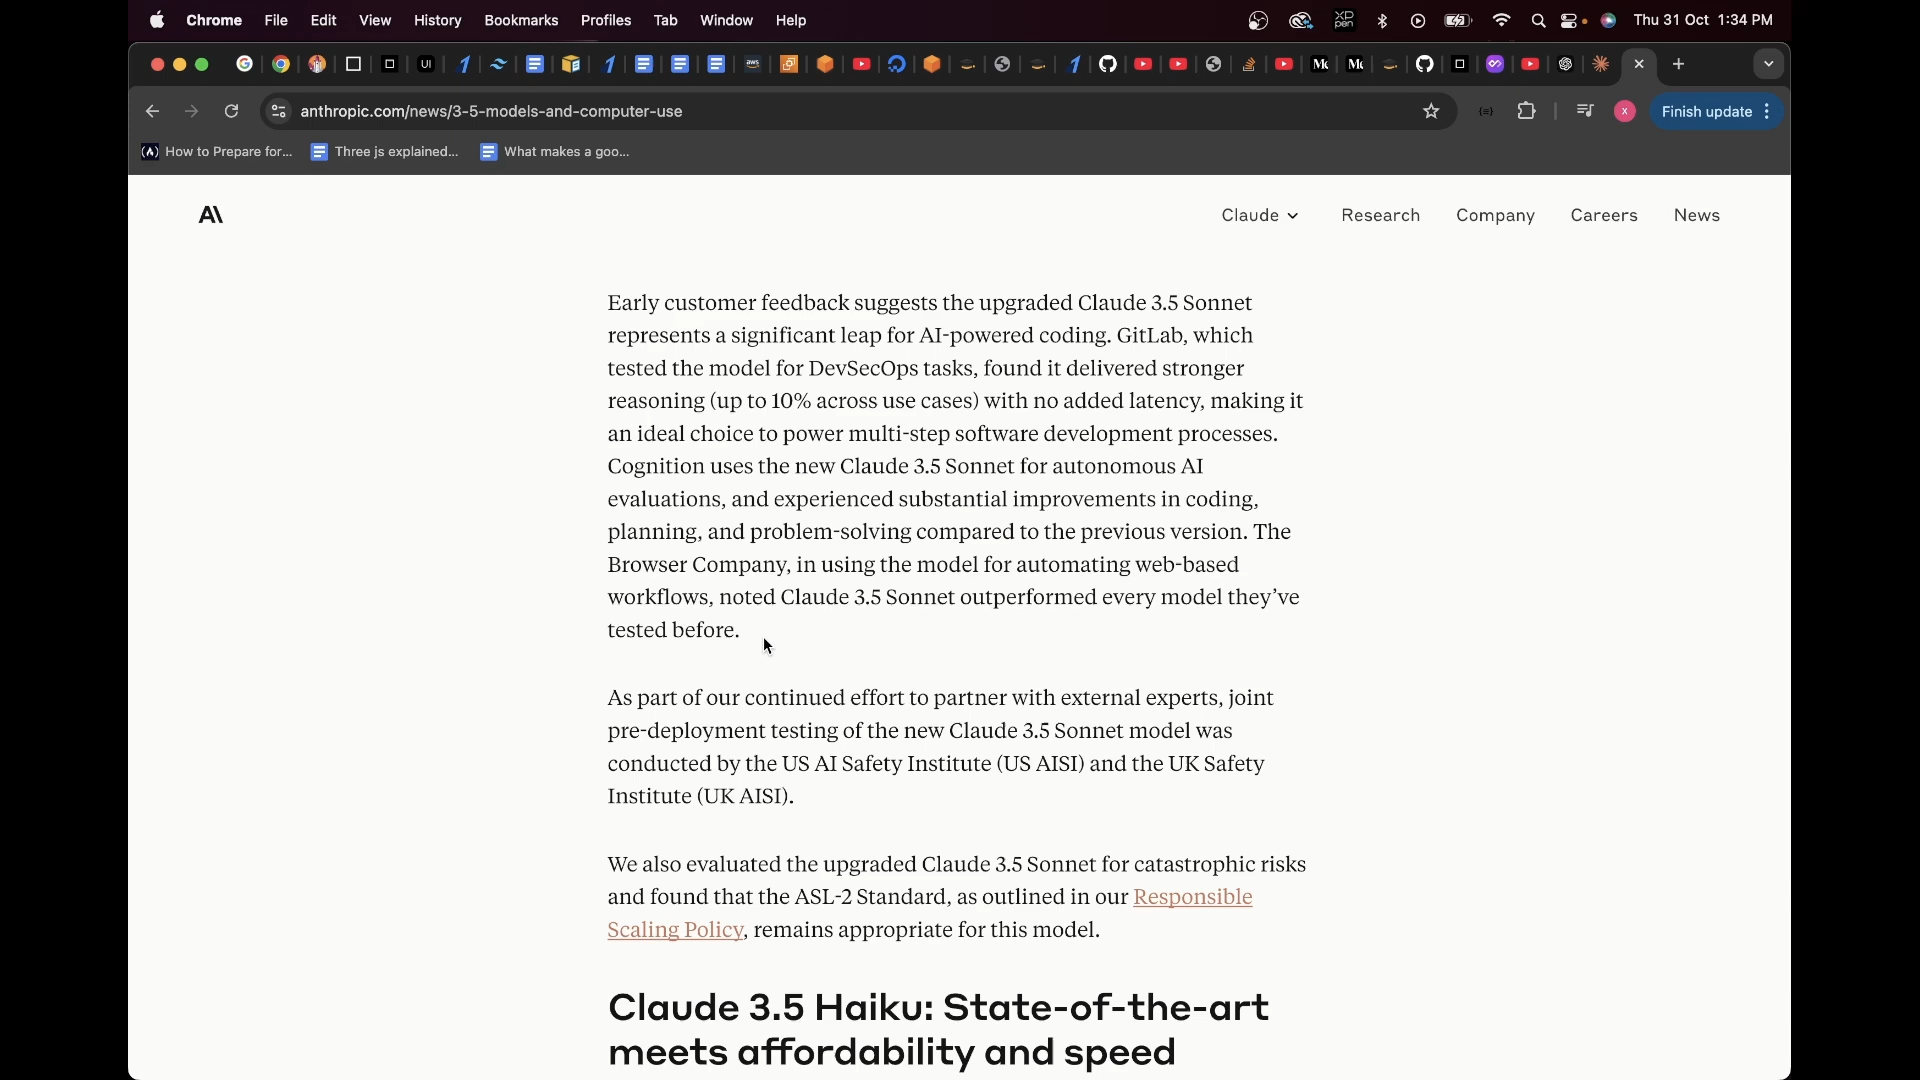 Chrome File Edit View History Bookmarks Profiles Tab Window Help XP pen Thu 31 Oct 1:34 PM
anthropic.com/news/3-5-models-and-computer-use x Finish update
How to Prepare for... Three js explained... What makes a goo...
A\ Claude Research Company Careers News
Early customer feedback suggests the upgraded Claude 3.5 Sonnet
represents a significant leap for AI-powered coding. GitLab, which
tested the model for DevSecOps tasks, found it delivered stronger
reasoning (up to 10% across use cases) with no added latency, making it
an ideal choice to power multi-step software development processes.
Cognition uses the new Claude 3.5 Sonnet for autonomous AI
evaluations, and experienced substantial improvements in coding,
planning, and problem-solving compared to the previous version. The
Browser Company, in using the model for automating web-based
workflows, noted Claude 3.5 Sonnet outperformed every model they’ve
tested before.
As part of our continued effort to partner with external experts, joint
pre-deployment testing of the new Claude 3.5 Sonnet model was
conducted by the US AI Safety Institute (US AISI) and the UK Safety
Institute (UK AISI).
We also evaluated the upgraded Claude 3.5 Sonnet for catastrophic risks
and found that the ASL-2 Standard, as outlined in our Responsible
Scaling Policy, remains appropriate for this model.
Claude 3.5 Haiku: State-of-the-art
meets affordability and speed